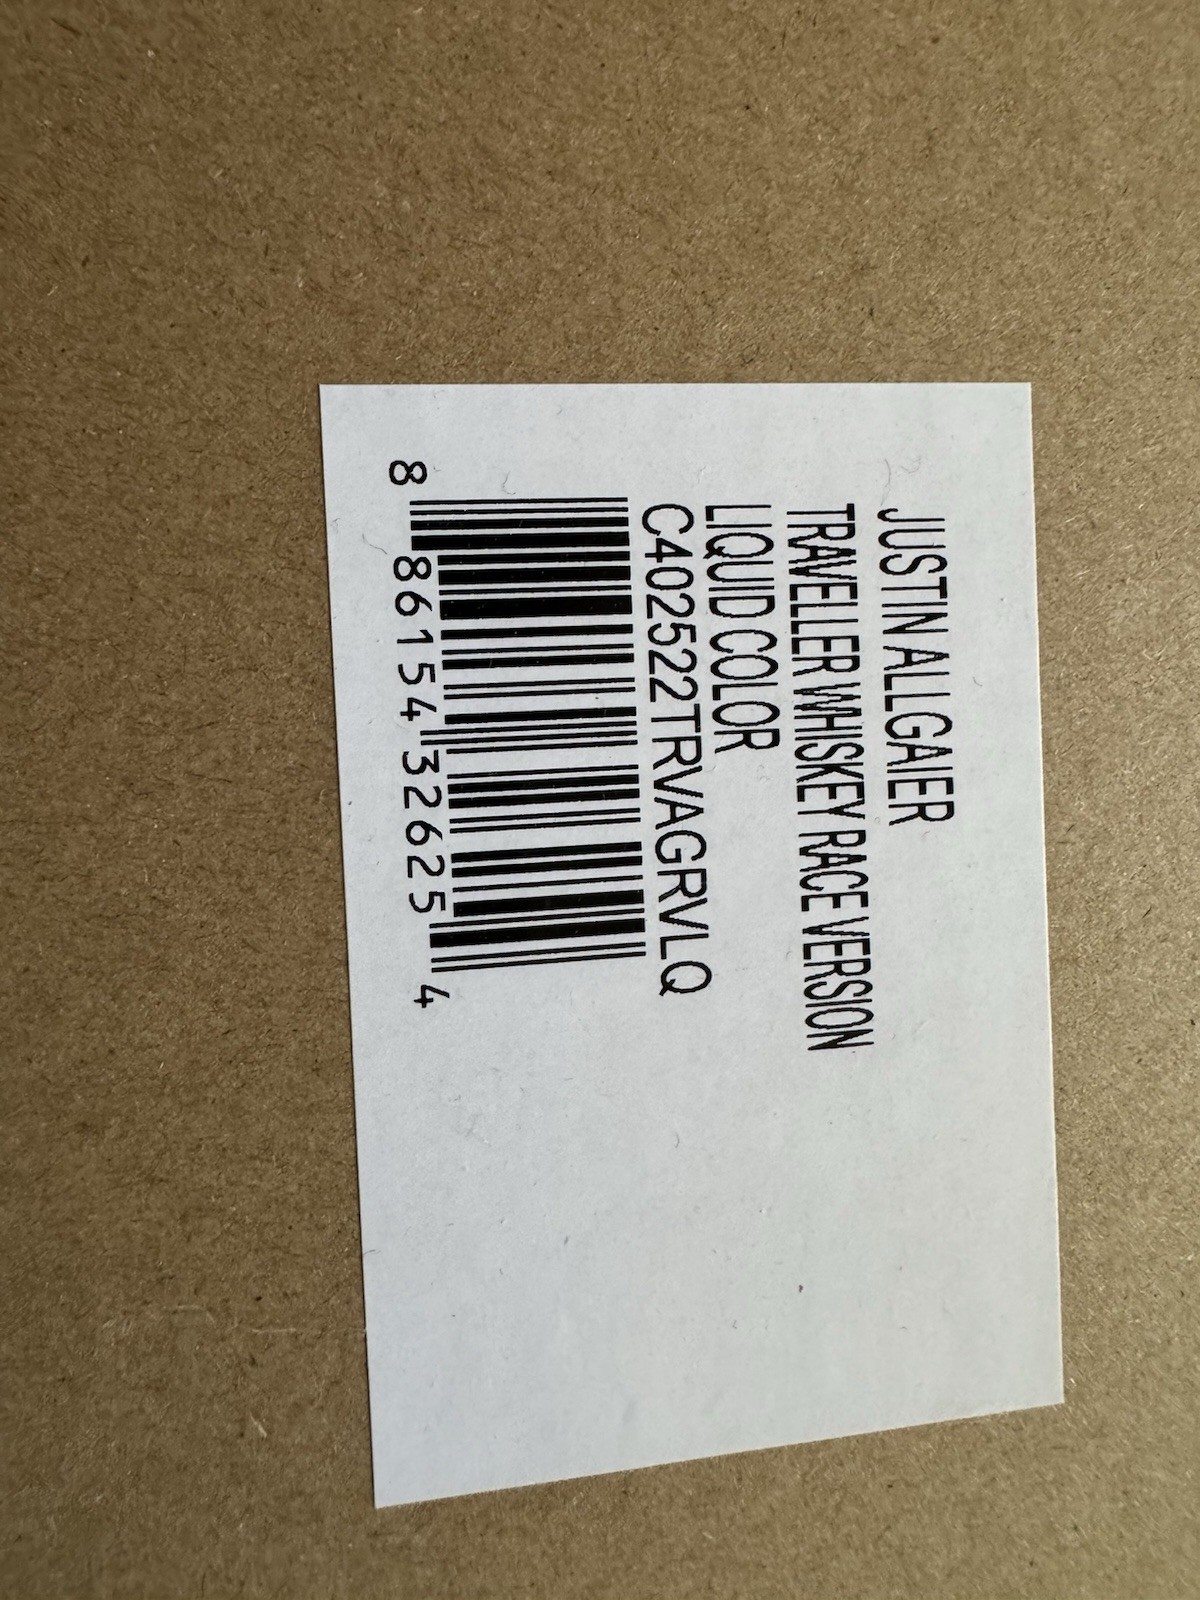 JUSTIN ALLGAIER
TRAVELLER WHISKEY RACE VERSION
LIQUID COLOR
C402522TRVAGRVLQ
8 86154 32625 4